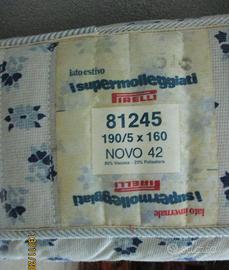 lato estivo
i supermolleggiati
PIRELLI
81245
190/5 x 160
NOVO 42
80% Viscosa - 20% Poliestere
PIRELLI
i supermolleggiati
lato invernale